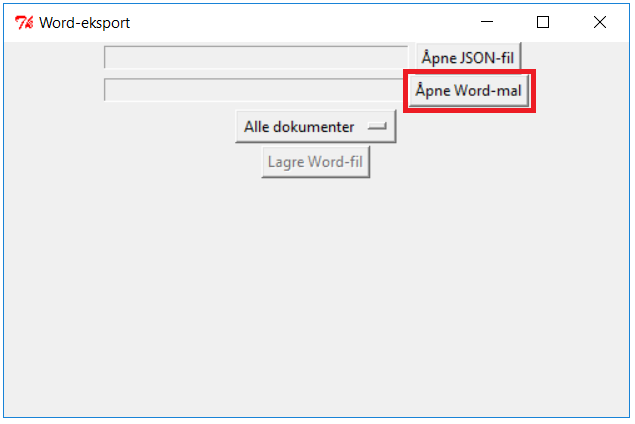 Word-eksport
Åpne JSON-fil
Åpne Word-mal
Alle dokumenter
Lagre Word-fil